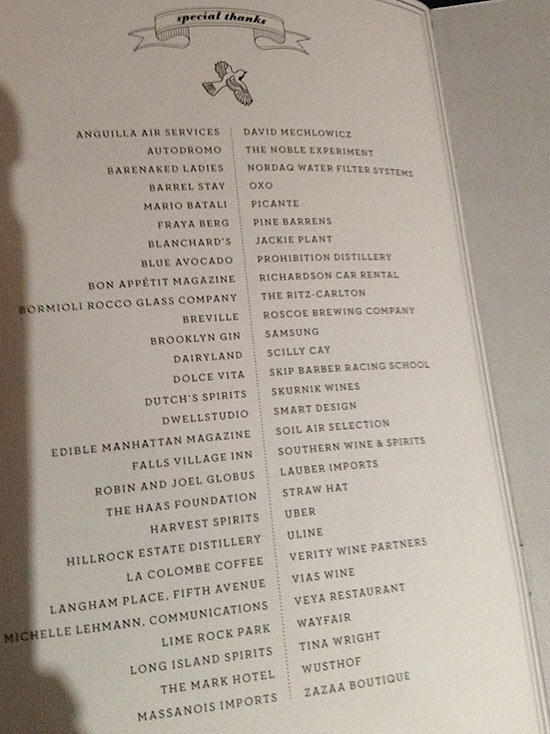 special thanks
ANGUILLA AIR SERVICES
AUTODROMO
BARENAKED LADIES
BARREL STAY
MARIO BATALI
FRAYA BERG
BLANCHARD'S
BLUE AVOCADO
BON APPÉTIT MAGAZINE
BORMIOLI ROCCO GLASS COMPANY
BREVILLE
BROOKLYN GIN
DAIRYLAND
DOLCE VITA
DUTCH'S SPIRITS
DWELLSTUDIO
EDIBLE MANHATTAN MAGAZINE
FALLS VILLAGE INN
ROBIN AND JOEL GLOBUS
THE HAAS FOUNDATION
HARVEST SPIRITS
HILLROCK ESTATE DISTILLERY
LA COLOMBE COFFEE
LANGHAM PLACE, FIFTH AVENUE
MICHELLE LEHMANN, COMMUNICATIONS
LIME ROCK PARK
LONG ISLAND SPIRITS
THE MARK HOTEL
MASSANOIS IMPORTS
DAVID MECHLOWICZ
THE NOBLE EXPERIMENT
NORDAQ WATER FILTER SYSTEMS
OXO
PICANTE
PINE BARRENS
JACKIE PLANT
PROHIBITION DISTILLERY
RICHARDSON CAR RENTAL
THE RITZ-CARLTON
ROSCOE BREWING COMPANY
SAMSUNG
SCILLY CAY
SKIP BARBER RACING SCHOOL
SKURNIK WINES
SMART DESIGN
SOIL AIR SELECTION
SOUTHERN WINE & SPIRITS
LAUBER IMPORTS
STRAW HAT
UBER
ULINE
VERITY WINE PARTNERS
VIAS WINE
VEYA RESTAURANT
WAYFAIR
TINA WRIGHT
WUSTHOF
ZAZAA BOUTIQUE